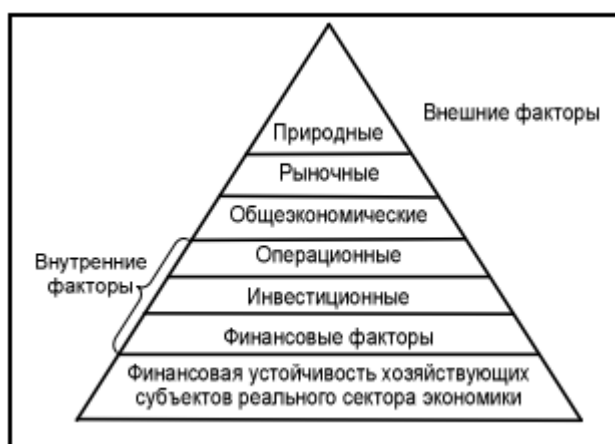 Внешние факторы
Природные
Рыночные
Общеэкономические
Операционные
Внутренние
факторы
Инвестиционные
Финансовые факторы
Финансовая устойчивость хозяйствующих
субъектов реального сектора экономики